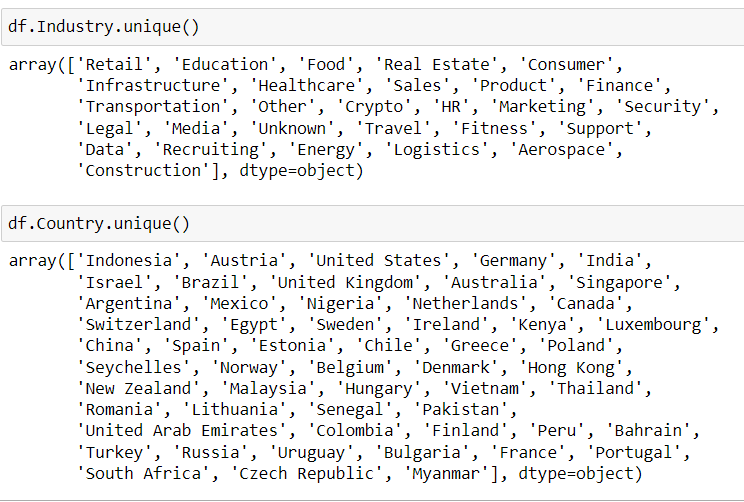 df.Industry.unique()
array(['Retail', 'Education', 'Food', 'Real Estate', 'Consumer',
'Infrastructure', 'Healthcare', 'Sales', 'Product', 'Finance',
'Transportation', 'Other', 'Crypto', 'HR', 'Marketing', 'Security',
'Legal', 'Media', 'Unknown', 'Travel', 'Fitness', 'Support',
'Data', 'Recruiting', 'Energy', 'Logistics', 'Aerospace',
'Construction'], dtype=object)
df.Country.unique()
array(['Indonesia', 'Austria', 'United States', 'Germany', 'India',
'Israel', 'Brazil', 'United Kingdom', 'Australia', 'Singapore',
'Argentina', 'Mexico', 'Nigeria', 'Netherlands', 'Canada',
'Switzerland', 'Egypt', 'Sweden', 'Ireland', 'Kenya', 'Luxembourg',
'China', 'Spain', 'Estonia', 'Chile', 'Greece', 'Poland',
'Seychelles', 'Norway', 'Belgium', 'Denmark', 'Hong Kong',
'New Zealand', 'Malaysia', 'Hungary', 'Vietnam', 'Thailand',
'Romania', 'Lithuania', 'Senegal', 'Pakistan',
'United Arab Emirates', 'Colombia', 'Finland', 'Peru', 'Bahrain',
'Turkey', 'Russia', 'Uruguay', 'Bulgaria', 'France', 'Portugal',
'South Africa', 'Czech Republic', 'Myanmar'], dtype=object)